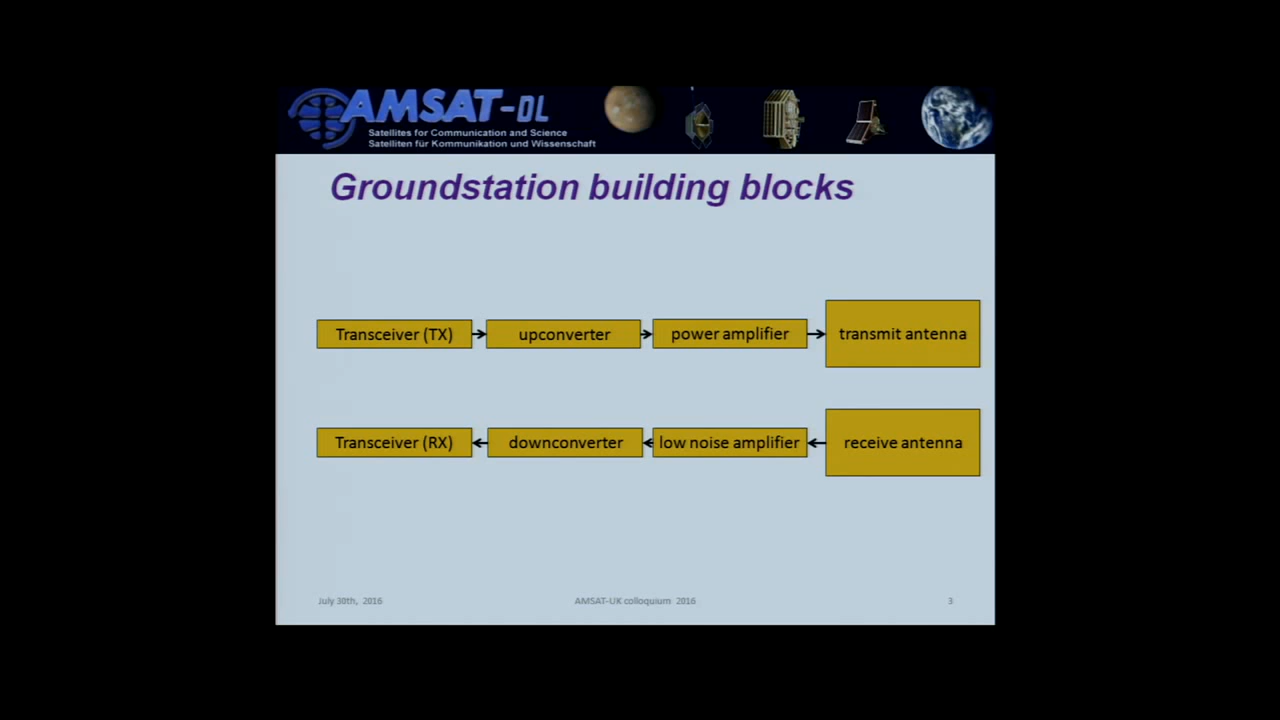 AMSAT-DL
Satellites for Communication and Science
Satelliten für Kommunikation und Wissenschaft
Groundstation building blocks
Transceiver (TX)
upconverter
power amplifier
transmit antenna
Transceiver (RX)
downconverter
low noise amplifier
receive antenna
July 30th, 2016
AMSAT-UK colloquium 2016
3